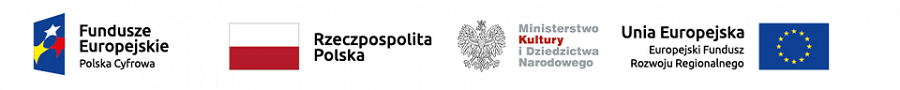 Fundusze
Europejskie
Polska Cyfrowa
Rzeczpospolita
Polska
Ministerstwo
Kultury
i Dziedzictwa
Narodowego
Unia Europejska
Europejski Fundusz
Rozwoju Regionalnego